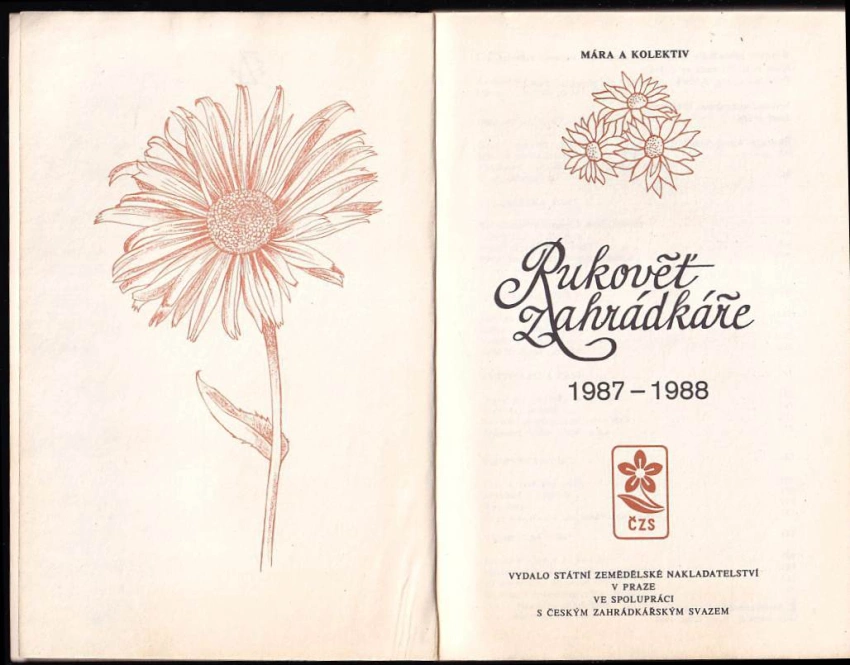 MÁRA A KOLEKTIV
Rukověť
zahrádkáře
1987 – 1988
ČZS
VYDALO STÁTNÍ ZEMĚDĚLSKÉ NAKLADATELSTVÍ
V PRAZE
VE SPOLUPRÁCI
S ČESKÝM ZAHRÁDKÁŘSKÝM SVAZEM